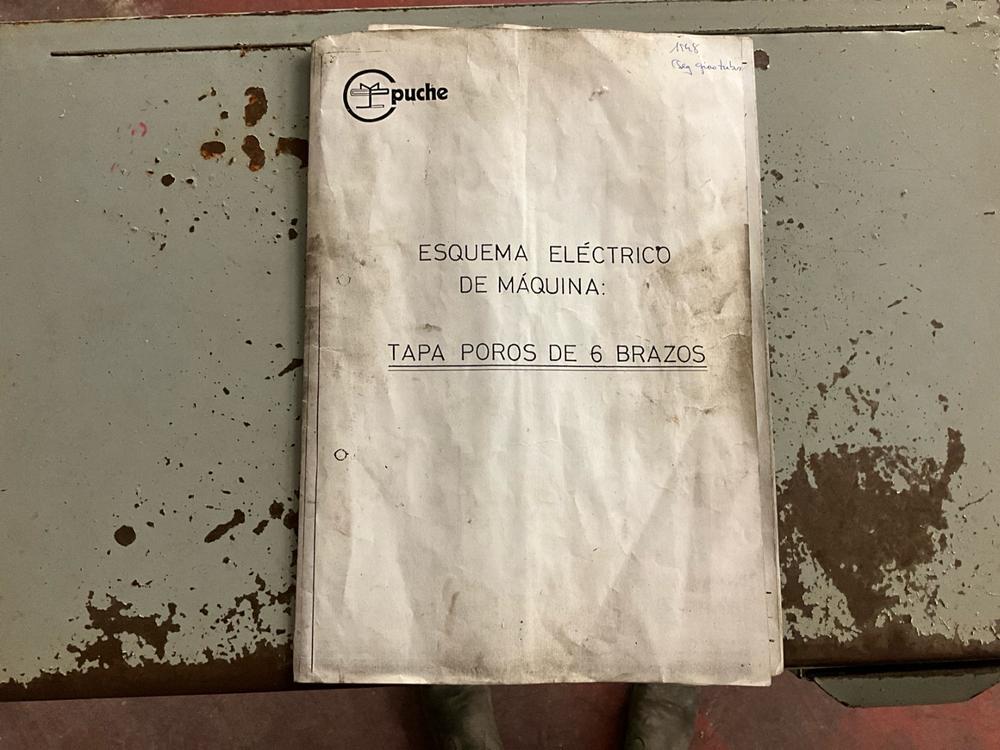 puche
ESQUEMA ELÉCTRICO
DE MÁQUINA:
TAPA POROS DE 6 BRAZOS